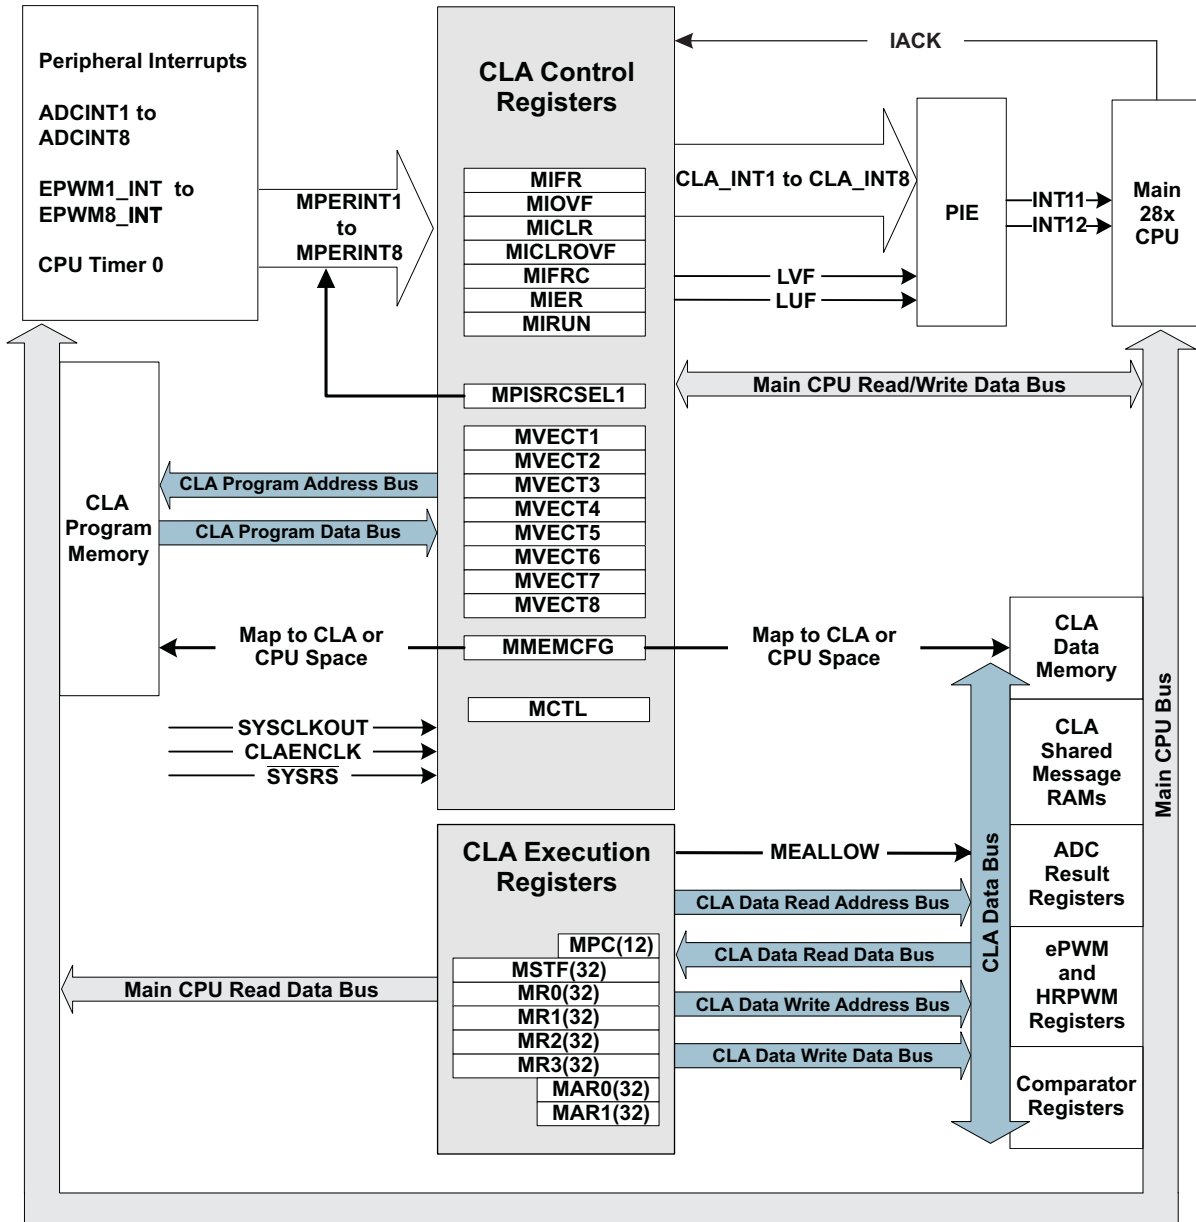 Peripheral Interrupts
ADCINT1 to
ADCINT8
EPWM1_INT to
EPWM8_INT
CPU Timer 0
MPERINT1
to
MPERINT8
CLA Control
Registers
MIFR
MIOVF
MICLR
MICLROVF
MIFRC
MIER
MIRUN
MPISRCSEL1
MVECT1
MVECT2
MVECT3
MVECT4
MVECT5
MVECT6
MVECT7
MVECT8
MMEMCFG
MCTL
IACK
CLA_INT1 to CLA_INT8
LVF
LUF
PIE
INT11
INT12
Main
28x
CPU
Main CPU Read/Write Data Bus
CLA
Program
Memory
CLA Program Address Bus
CLA Program Data Bus
Map to CLA or
CPU Space
Map to CLA or
CPU Space
SYSCLKOUT
CLAENCLK
SYSRS
CLA
Data
Memory
CLA
Shared
Message
RAMs
ADC
Result
Registers
ePWM
and
HRPWM
Registers
Comparator
Registers
Main CPU Bus
CLA Data Bus
CLA Execution
Registers
MPC(12)
MSTF(32)
MR0(32)
MR1(32)
MR2(32)
MR3(32)
MAR0(32)
MAR1(32)
MEALLOW
CLA Data Read Address Bus
CLA Data Read Data Bus
CLA Data Write Address Bus
CLA Data Write Data Bus
Main CPU Read Data Bus